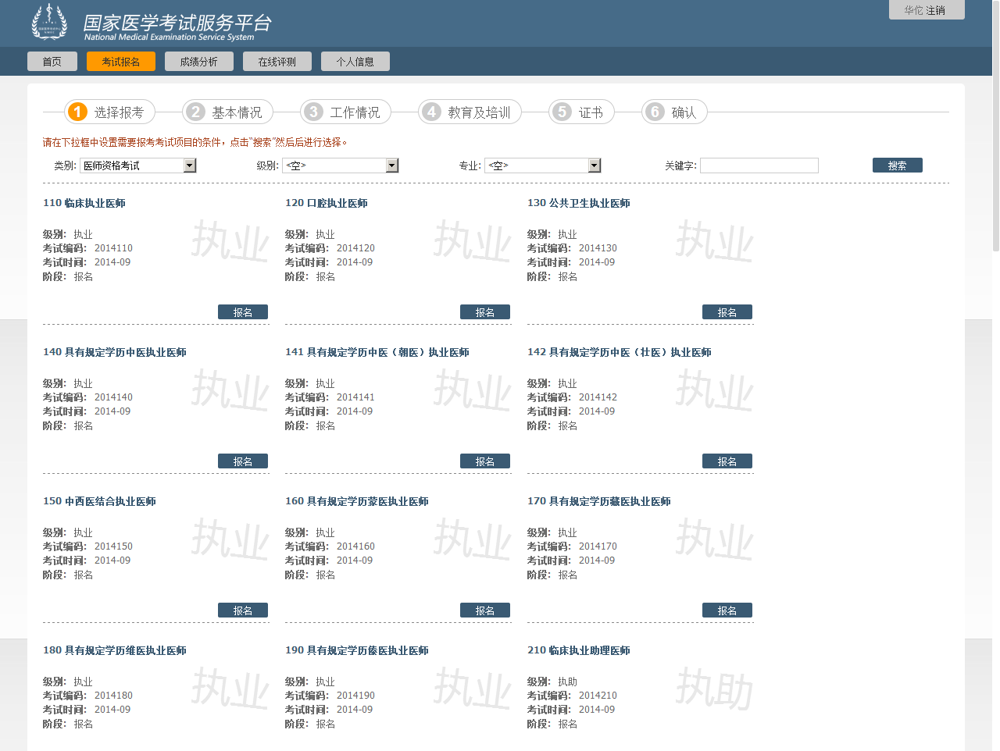 国家医学考试服务平台
National Medical Examination Service System
华佗 注销
首页 考试报名 成绩分析 在线评测 个人信息
1 选择报考 2 基本情况 3 工作情况 4 教育及培训 5 证书 6 确认
请在下拉框中设置需要报考考试项目的条件，点击“搜索”然后后进行选择。
类别: 医师资格考试 级别: <空> 专业: <空> 关键字: 搜索
110 临床执业医师
执业
级别: 执业
考试编码: 2014110
考试时间: 2014-09
阶段: 报名
报名
120 口腔执业医师
执业
级别: 执业
考试编码: 2014120
考试时间: 2014-09
阶段: 报名
报名
130 公共卫生执业医师
执业
级别: 执业
考试编码: 2014130
考试时间: 2014-09
阶段: 报名
报名
140 具有规定学历中医执业医师
执业
级别: 执业
考试编码: 2014140
考试时间: 2014-09
阶段: 报名
报名
141 具有规定学历中医（朝医）执业医师
执业
级别: 执业
考试编码: 2014141
考试时间: 2014-09
阶段: 报名
报名
142 具有规定学历中医（壮医）执业医师
执业
级别: 执业
考试编码: 2014142
考试时间: 2014-09
阶段: 报名
报名
150 中西医结合执业医师
执业
级别: 执业
考试编码: 2014150
考试时间: 2014-09
阶段: 报名
报名
160 具有规定学历蒙医执业医师
执业
级别: 执业
考试编码: 2014160
考试时间: 2014-09
阶段: 报名
报名
170 具有规定学历藏医执业医师
执业
级别: 执业
考试编码: 2014170
考试时间: 2014-09
阶段: 报名
报名
180 具有规定学历维医执业医师
执业
级别: 执业
考试编码: 2014180
考试时间: 2014-09
阶段: 报名
190 具有规定学历傣医执业医师
执业
级别: 执业
考试编码: 2014190
考试时间: 2014-09
阶段: 报名
210 临床执业助理医师
执助
级别: 执助
考试编码: 2014210
考试时间: 2014-09
阶段: 报名